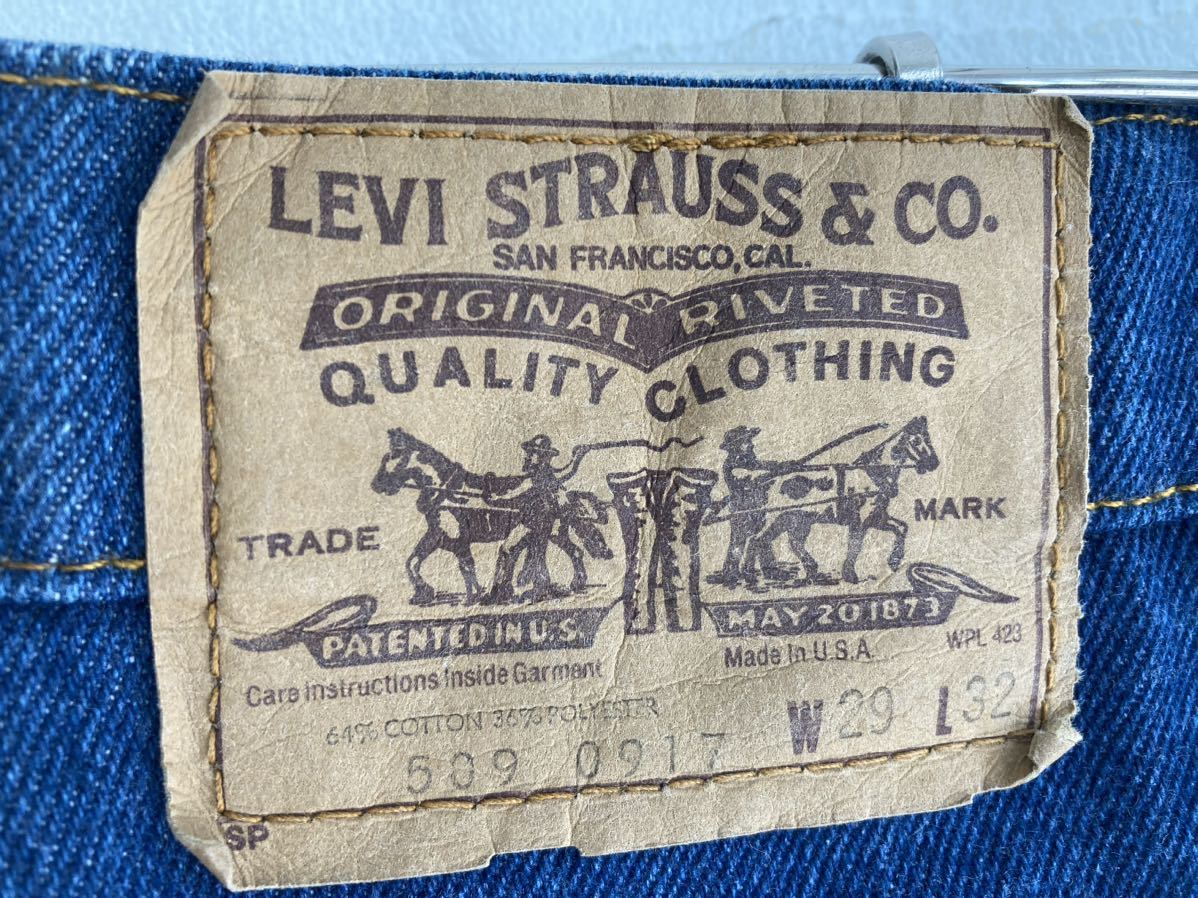 LEVI STRAUSS & CO.
SAN FRANCISCO, CAL.
ORIGINAL RIVETED
QUALITY CLOTHING
TRADE MARK
PATENTED IN U.S. MAY 20 1873
Care Instructions Inside Garment Made In U.S.A. WPL 423
64% COTTON 36% POLYESTER
509 0917 W 29 L 32
SP